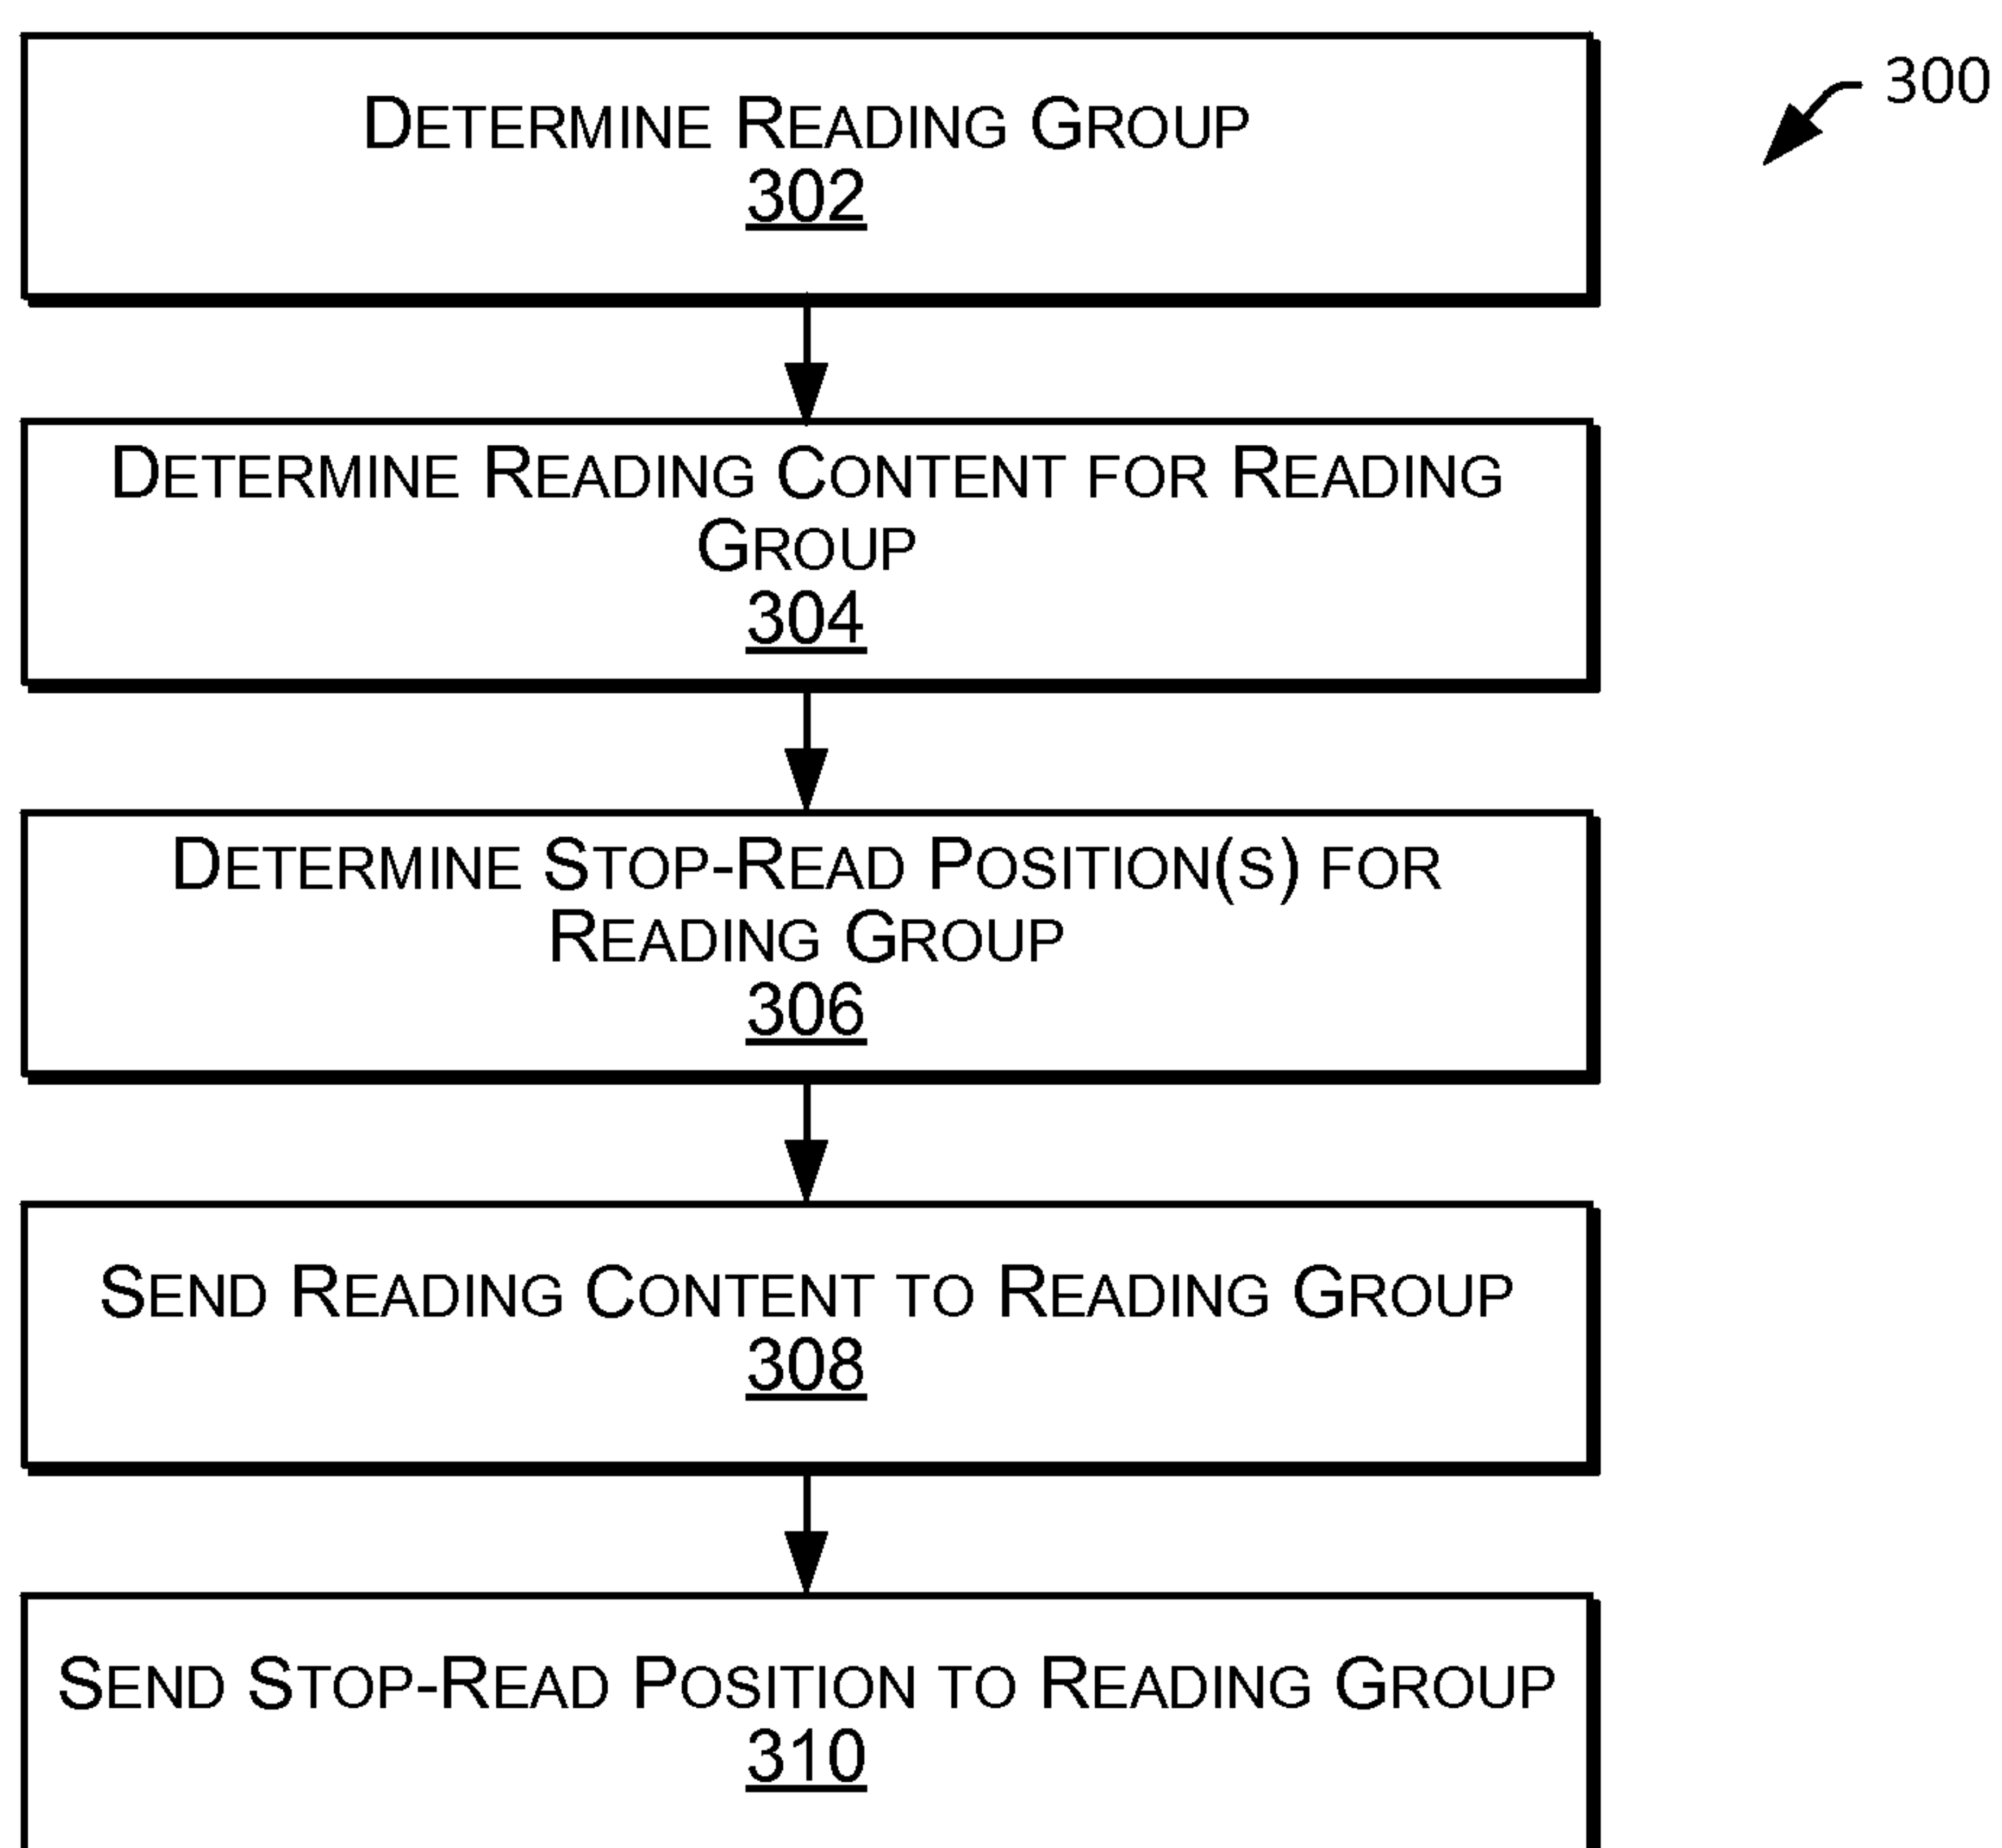 DETERMINE READING GROUP
302
300
DETERMINE READING CONTENT FOR READING
GROUP
304
DETERMINE STOP-READ POSITION(S) FOR
READING GROUP
306
SEND READING CONTENT TO READING GROUP
308
SEND STOP-READ POSITION TO READING GROUP
310